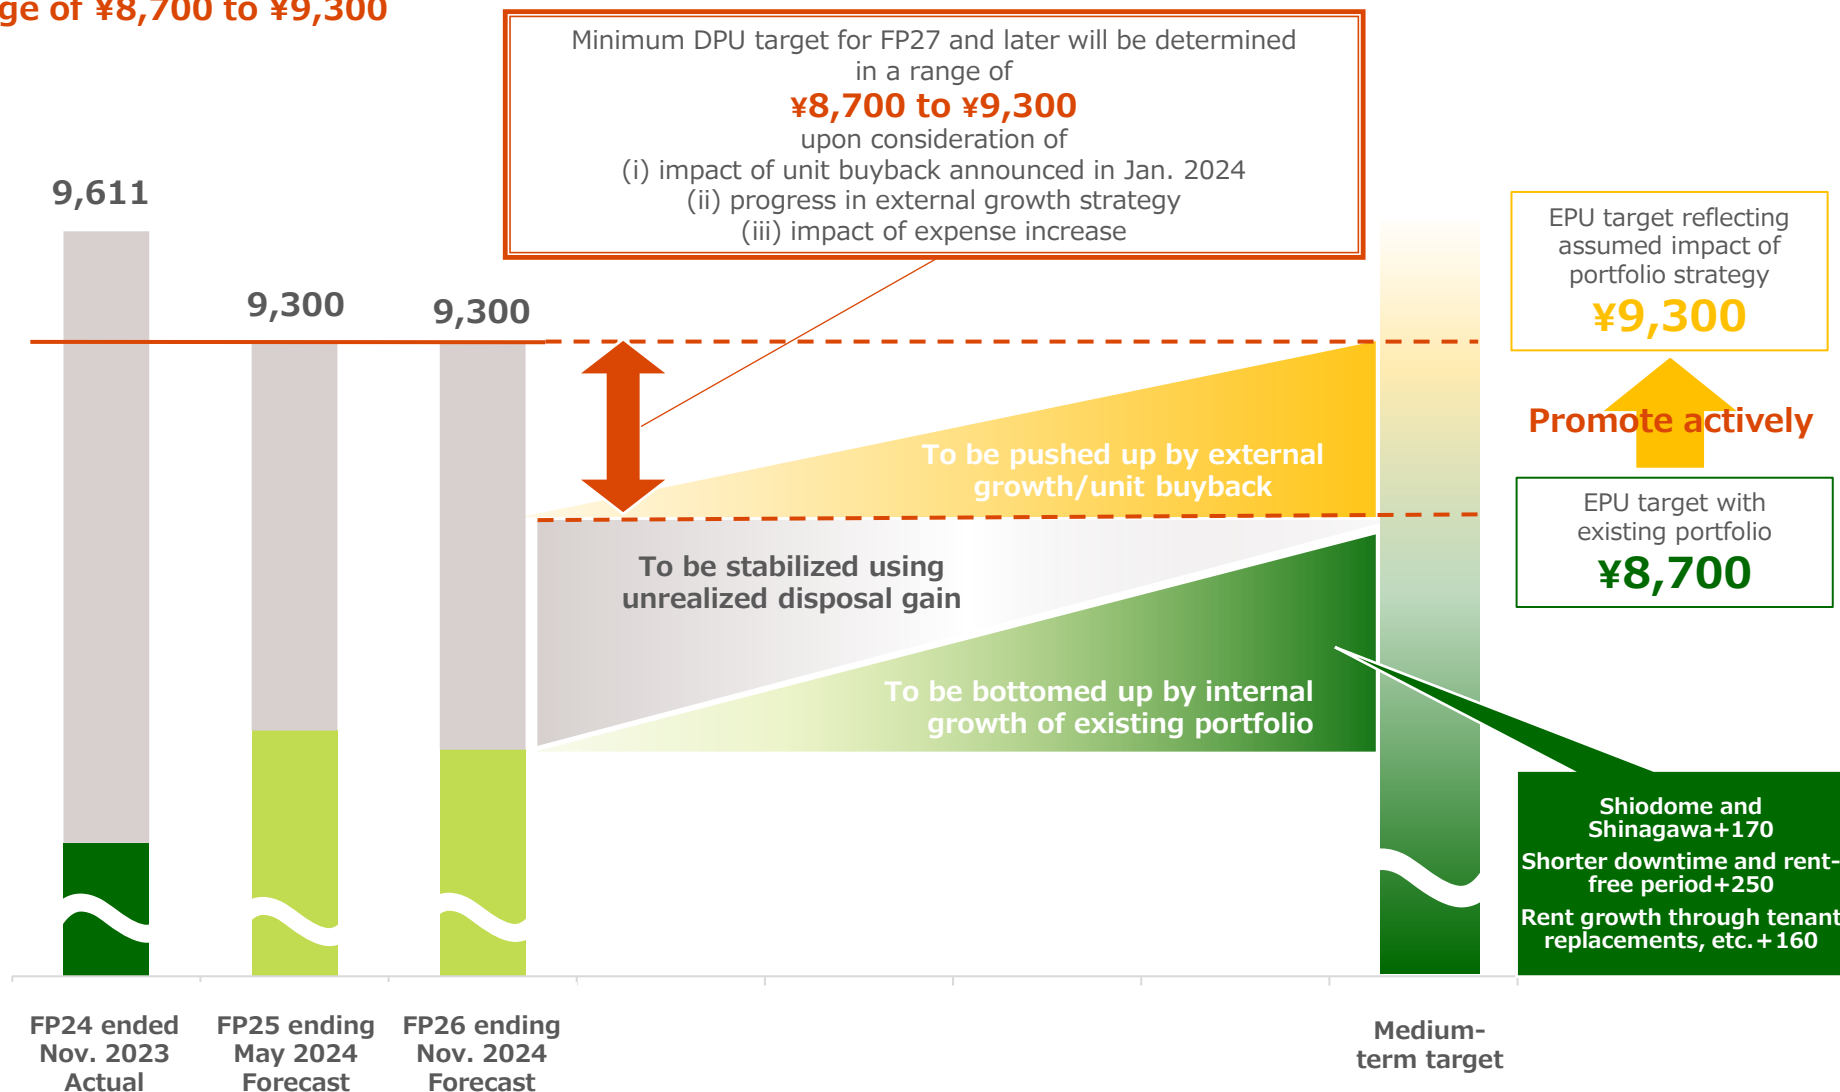 ge of ¥8,700 to ¥9,300
Minimum DPU target for FP27 and later will be determined
in a range of
¥8,700 to ¥9,300
upon consideration of
(i) impact of unit buyback announced in Jan. 2024
(ii) progress in external growth strategy
(iii) impact of expense increase
9,611
9,300
9,300
EPU target reflecting
assumed impact of
portfolio strategy
¥9,300
Promote actively
EPU target with
existing portfolio
¥8,700
To be pushed up by external
growth/unit buyback
To be stabilized using
unrealized disposal gain
To be bottomed up by internal
growth of existing portfolio
Shiodome and
Shinagawa+170
Shorter downtime and rent-
free period+250
Rent growth through tenant
replacements, etc.+160
FP24 ended
Nov. 2023
Actual
FP25 ending
May 2024
Forecast
FP26 ending
Nov. 2024
Forecast
Medium-
term target